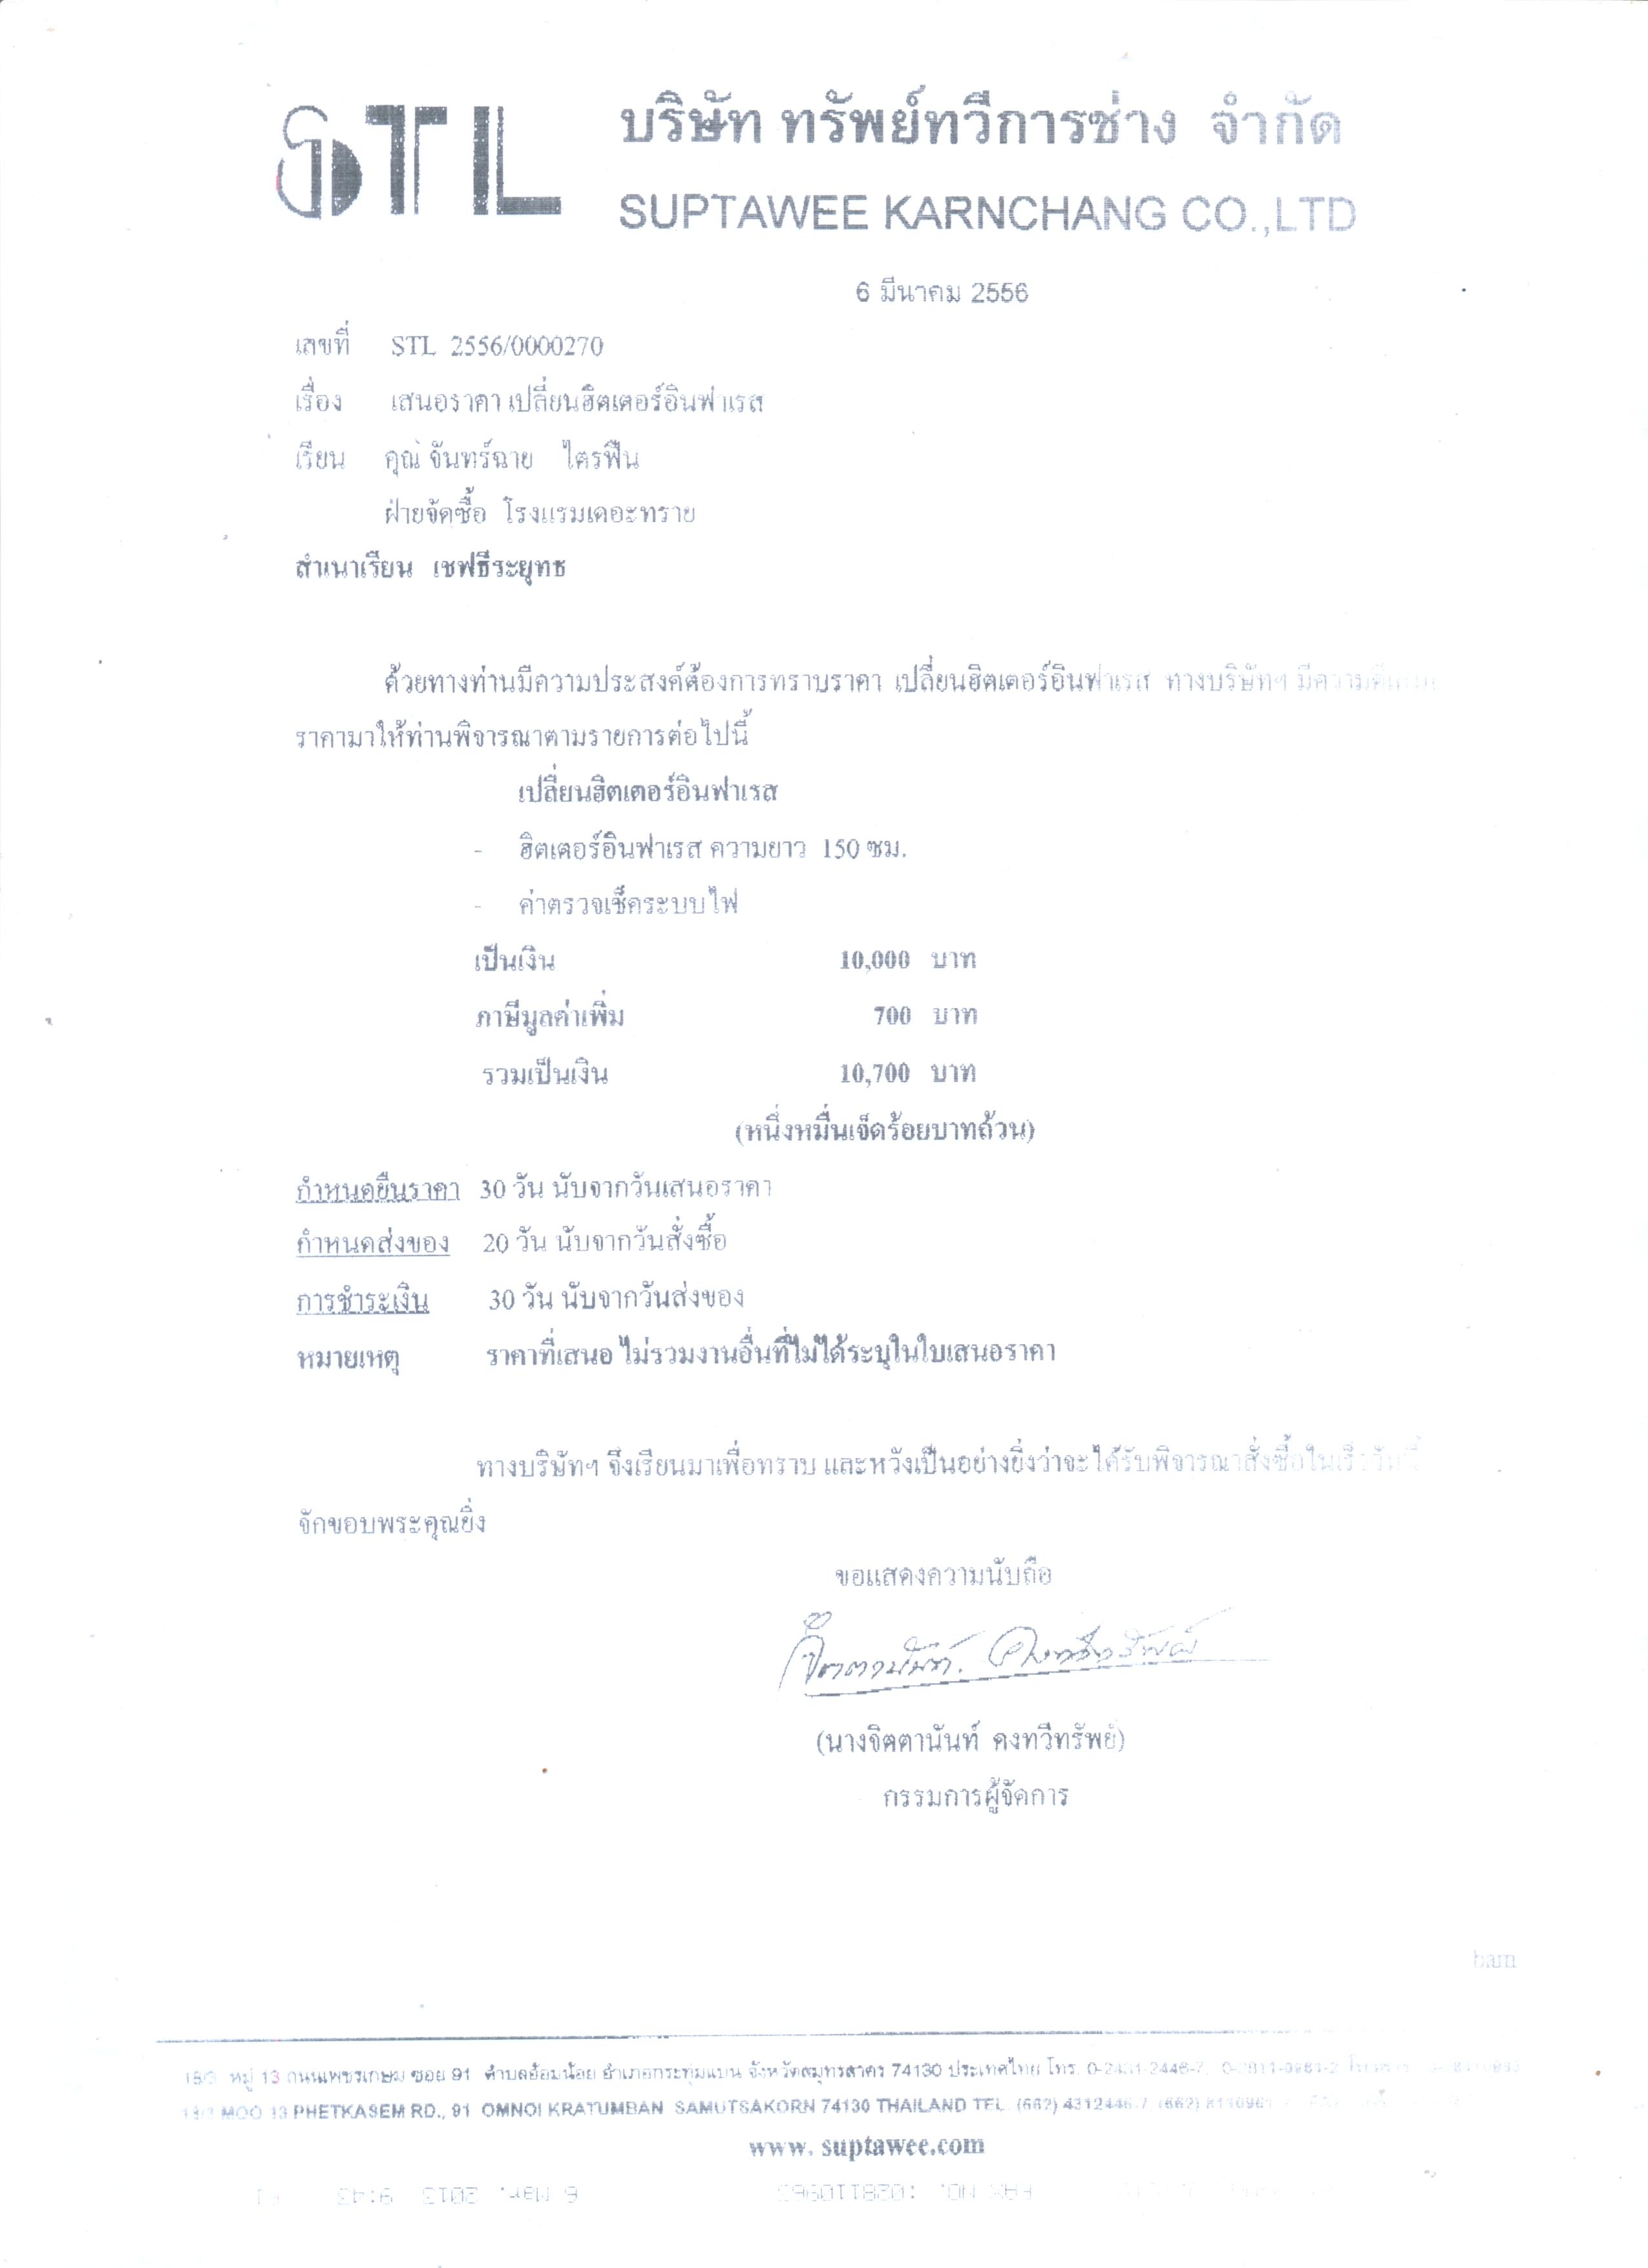 STL
บริษัท ทรัพย์ทวีการช่าง จำกัด
SUPTAWEE KARNCHANG CO.,LTD
6 มีนาคม 2556
เลขที่ STL 2556/0000270
เรื่อง เสนอราคา เปลี่ยนฮิตเตอร์อินฟาเรส
เรียน คุณ จันทร์ฉาย ไตรฟืน
ฝ่ายจัดซื้อ โรงแรมเดอะทราย
สำเนาเรียน เชฟธีระยุทธ
ด้วยทางท่านมีความประสงค์ต้องการทราบราคา เปลี่ยนฮิตเตอร์อินฟาเรส ทางบริษัทฯ มีความ
ราคามาให้ท่านพิจารณาตามรายการต่อไปนี้
เปลี่ยนฮิตเตอร์อินฟาเรส
- ฮิตเตอร์อินฟาเรส ความยาว 150 ซม.
- ค่าตรวจเช็คระบบไฟ
เป็นเงิน 10,000 บาท
ภาษีมูลค่าเพิ่ม 700 บาท
รวมเป็นเงิน 10,700 บาท
(หนึ่งหมื่นเจ็ดร้อยบาทถ้วน)
กำหนดยืนราคา 30 วัน นับจากวันเสนอราคา
กำหนดส่งของ 20 วัน นับจากวันสั่งซื้อ
การชำระเงิน 30 วัน นับจากวันส่งของ
หมายเหตุ ราคาที่เสนอ ไม่รวมงานอื่นที่ไม่ได้ระบุในใบเสนอราคา
ทางบริษัทฯ จึงเรียนมาเพื่อทราบ และหวังเป็นอย่างยิ่งว่าจะได้รับพิจารณาสั่งซื้อในเร็ววันนี้
จักขอบพระคุณยิ่ง
ขอแสดงความนับถือ
จิตตานันท์ คงทวีทรัพย์
(นางจิตตานันท์ คงทวีทรัพย์)
กรรมการผู้จัดการ
bam
หมู่ 13 ถนนเพชรเกษม ซอย 91 ตำบลอ้อมน้อย อำเภอกระทุ่มแบน จังหวัดสมุทรสาคร 74130 ประเทศไทย โทร. 0-2431-2446-7,
MOO 13 PHETKASEM RD., 91 OMNOI KRATUMBAN SAMUTSAKORN 74130 THAILAND TEL. (662) 4312446-7
www. suptawee.com
FAX NO. :028110963 6 Mar. 2013 9:43 P1